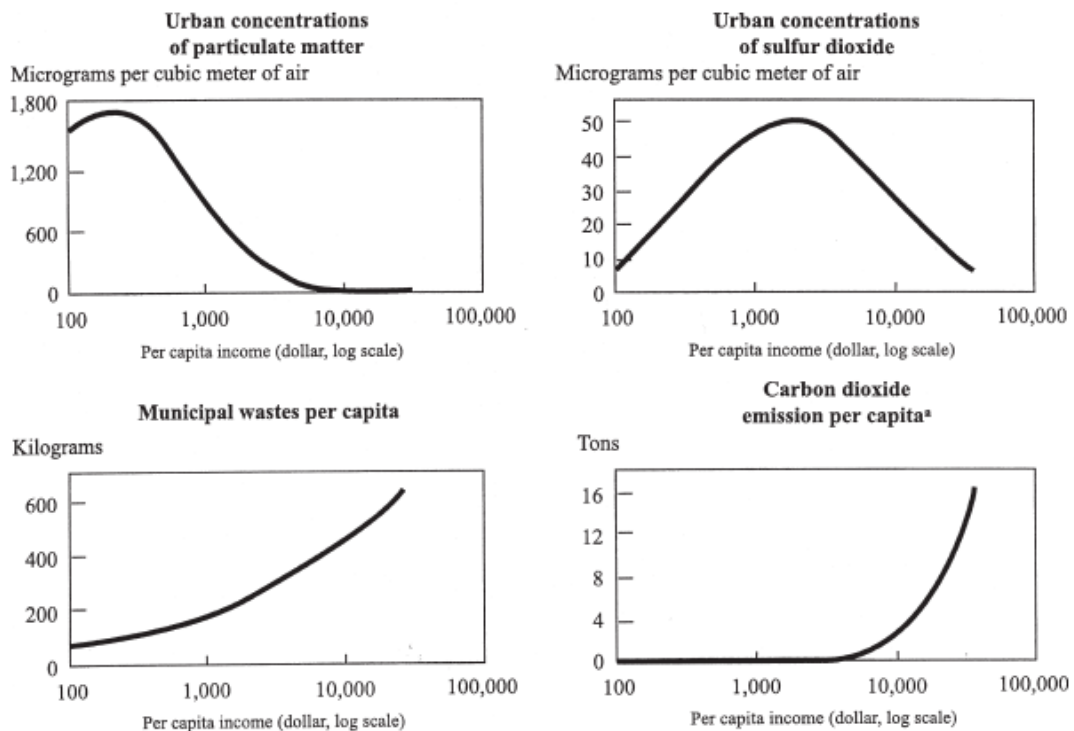 Urban concentrations
of particulate matter
Micrograms per cubic meter of air
1,800
1,200
600
0
100
1,000
10,000
100,000
Per capita income (dollar, log scale)
Urban concentrations
of sulfur dioxide
Micrograms per cubic meter of air
50
40
30
20
10
0
100
1,000
10,000
100,000
Per capita income (dollar, log scale)
Municipal wastes per capita
Kilograms
600
400
200
0
100
1,000
10,000
100,000
Per capita income (dollar, log scale)
Carbon dioxide
emission per capitaª
Tons
16
12
8
4
0
100
1,000
10,000
100,000
Per capita income (dollar, log scale)